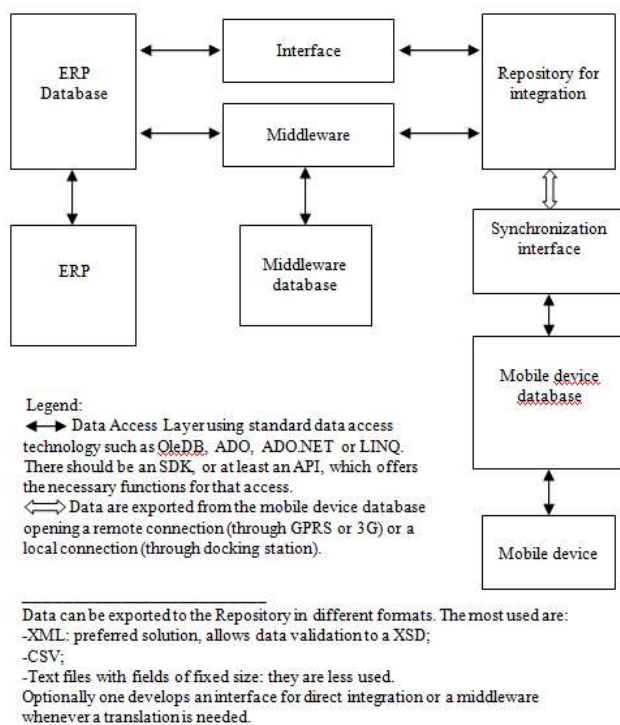 ERP
Database
Interface
Repository for
integration
Middleware
ERP
Middleware
database
Synchronization
interface
Mobile device
database
Mobile device
Legend:
Data Access Layer using standard data access
technology such as OleDB, ADO, ADO.NET or LINQ.
There should be an SDK, or at least an API, which offers
the necessary functions for that access.
Data are exported from the mobile device database
opening a remote connection (through GPRS or 3G) or a
local connection (through docking station).
Data can be exported to the Repository in different formats. The most used are:
-XML: preferred solution, allows data validation to a XSD;
-CSV;
-Text files with fields of fixed size: they are less used.
Optionally one develops an interface for direct integration or a middleware
whenever a translation is needed.